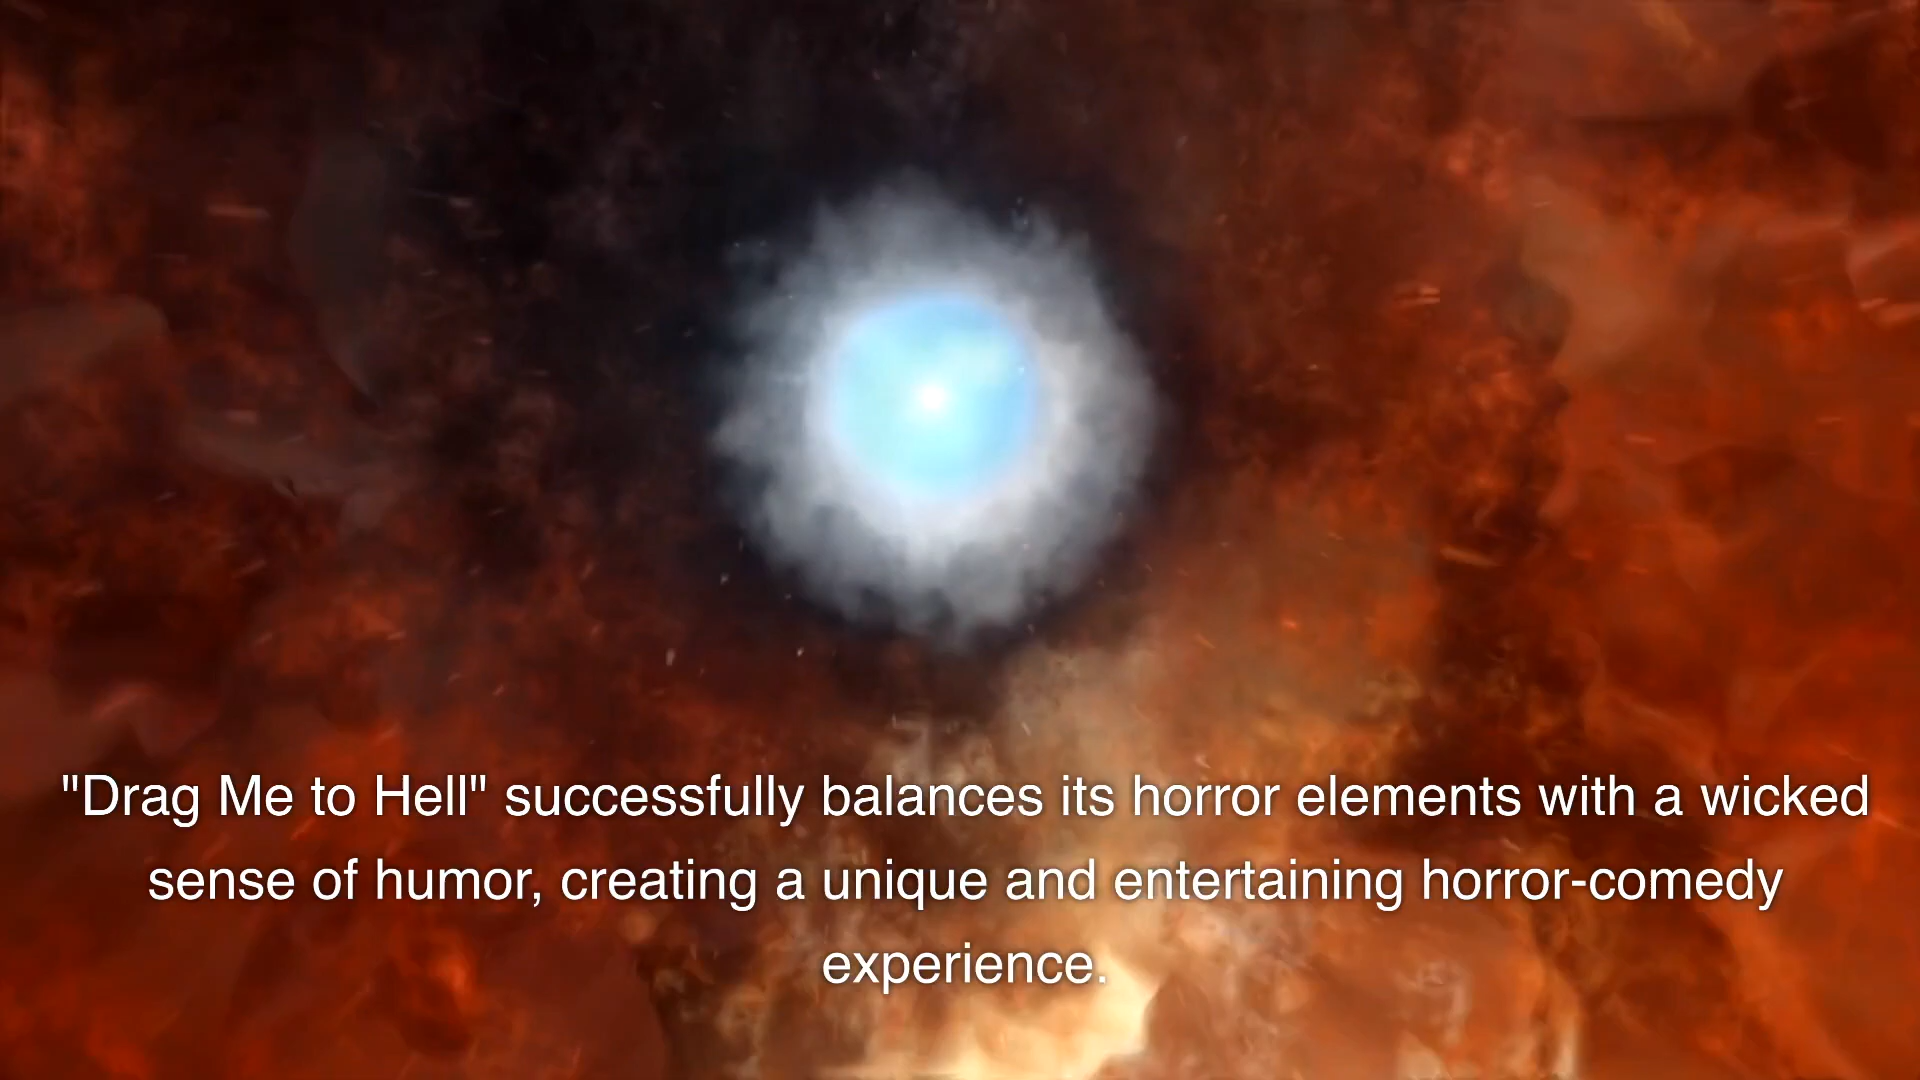 "Drag Me to Hell" successfully balances its horror elements with a wicked
sense of humor, creating a unique and entertaining horror-comedy
experience.